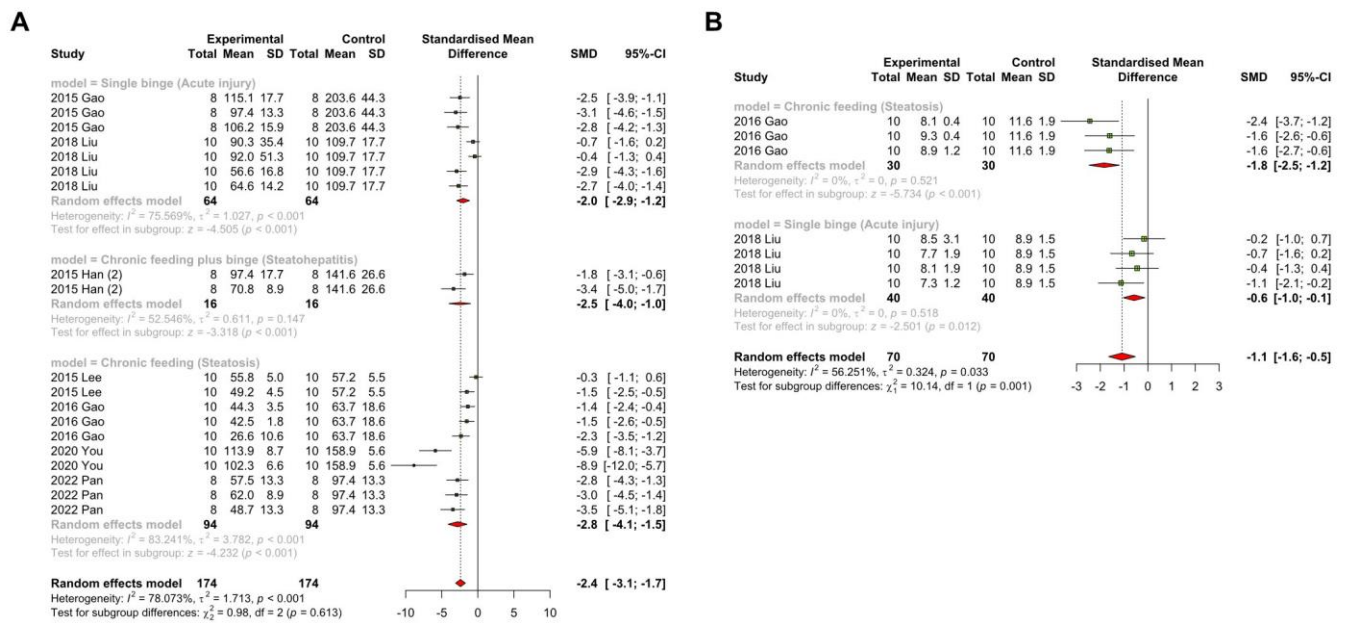 A
Experimental Control Standardised Mean
Study Total Mean SD Total Mean SD Difference SMD 95%-CI
model = Single binge (Acute injury)
2015 Gao 8 115.1 17.7 8 203.6 44.3 -2.5 [ -3.9; -1.1]
2015 Gao 8 97.4 13.3 8 203.6 44.3 -3.1 [ -4.6; -1.5]
2015 Gao 8 106.2 15.9 8 203.6 44.3 -2.8 [ -4.2; -1.3]
2018 Liu 10 90.3 35.4 10 109.7 17.7 -0.7 [ -1.6; 0.2]
2018 Liu 10 92.0 51.3 10 109.7 17.7 -0.4 [ -1.3; 0.4]
2018 Liu 10 56.6 16.8 10 109.7 17.7 -2.9 [ -4.3; -1.6]
2018 Liu 10 64.6 14.2 10 109.7 17.7 -2.7 [ -4.0; -1.4]
Random effects model 64 64 -2.0 [ -2.9; -1.2]
Heterogeneity: I² = 75.569%, τ² = 1.027, p < 0.001
Test for effect in subgroup: z = -4.505 (p < 0.001)
model = Chronic feeding plus binge (Steatohepatitis)
2015 Han (2) 8 97.4 17.7 8 141.6 26.6 -1.8 [ -3.1; -0.6]
2015 Han (2) 8 70.8 8.9 8 141.6 26.6 -3.4 [ -5.0; -1.7]
Random effects model 16 16 -2.5 [ -4.0; -1.0]
Heterogeneity: I² = 52.546%, τ² = 0.611, p = 0.147
Test for effect in subgroup: z = -3.318 (p < 0.001)
model = Chronic feeding (Steatosis)
2015 Lee 10 55.8 5.0 10 57.2 5.5 -0.3 [ -1.1; 0.6]
2015 Lee 10 49.2 4.5 10 57.2 5.5 -1.5 [ -2.5; -0.5]
2016 Gao 10 44.3 3.5 10 63.7 18.6 -1.4 [ -2.4; -0.4]
2016 Gao 10 42.5 1.8 10 63.7 18.6 -1.5 [ -2.6; -0.5]
2016 Gao 10 26.6 10.6 10 63.7 18.6 -2.3 [ -3.5; -1.2]
2020 You 10 113.9 8.7 10 158.9 5.6 -5.9 [ -8.1; -3.7]
2020 You 10 102.3 6.6 10 158.9 5.6 -8.9 [-12.0; -5.7]
2022 Pan 8 57.5 13.3 8 97.4 13.3 -2.8 [ -4.3; -1.3]
2022 Pan 8 62.0 8.9 8 97.4 13.3 -3.0 [ -4.5; -1.4]
2022 Pan 8 48.7 13.3 8 97.4 13.3 -3.5 [ -5.1; -1.8]
Random effects model 94 94 -2.8 [ -4.1; -1.5]
Heterogeneity: I² = 83.241%, τ² = 3.782, p < 0.001
Test for effect in subgroup: z = -4.232 (p < 0.001)
Random effects model 174 174 -2.4 [ -3.1; -1.7]
Heterogeneity: I² = 78.073%, τ² = 1.713, p < 0.001
Test for subgroup differences: χ²₂ = 0.98, df = 2 (p = 0.613)
-10 -5 0 5 10
B
Experimental Control Standardised Mean
Study Total Mean SD Total Mean SD Difference SMD 95%-CI
model = Chronic feeding (Steatosis)
2016 Gao 10 8.1 0.4 10 11.6 1.9 -2.4 [-3.7; -1.2]
2016 Gao 10 9.3 0.4 10 11.6 1.9 -1.6 [-2.6; -0.6]
2016 Gao 10 8.9 1.2 10 11.6 1.9 -1.6 [-2.7; -0.6]
Random effects model 30 30 -1.8 [-2.5; -1.2]
Heterogeneity: I² = 0%, τ² = 0, p = 0.521
Test for effect in subgroup: z = -5.734 (p < 0.001)
model = Single binge (Acute injury)
2018 Liu 10 8.5 3.1 10 8.9 1.5 -0.2 [-1.0; 0.7]
2018 Liu 10 7.7 1.9 10 8.9 1.5 -0.7 [-1.6; 0.2]
2018 Liu 10 8.1 1.9 10 8.9 1.5 -0.4 [-1.3; 0.4]
2018 Liu 10 7.3 1.2 10 8.9 1.5 -1.1 [-2.1; -0.2]
Random effects model 40 40 -0.6 [-1.0; -0.1]
Heterogeneity: I² = 0%, τ² = 0, p = 0.518
Test for effect in subgroup: z = -2.501 (p = 0.012)
Random effects model 70 70 -1.1 [-1.6; -0.5]
Heterogeneity: I² = 56.251%, τ² = 0.324, p = 0.033
Test for subgroup differences: χ²₁ = 10.14, df = 1 (p = 0.001)
-3 -2 -1 0 1 2 3